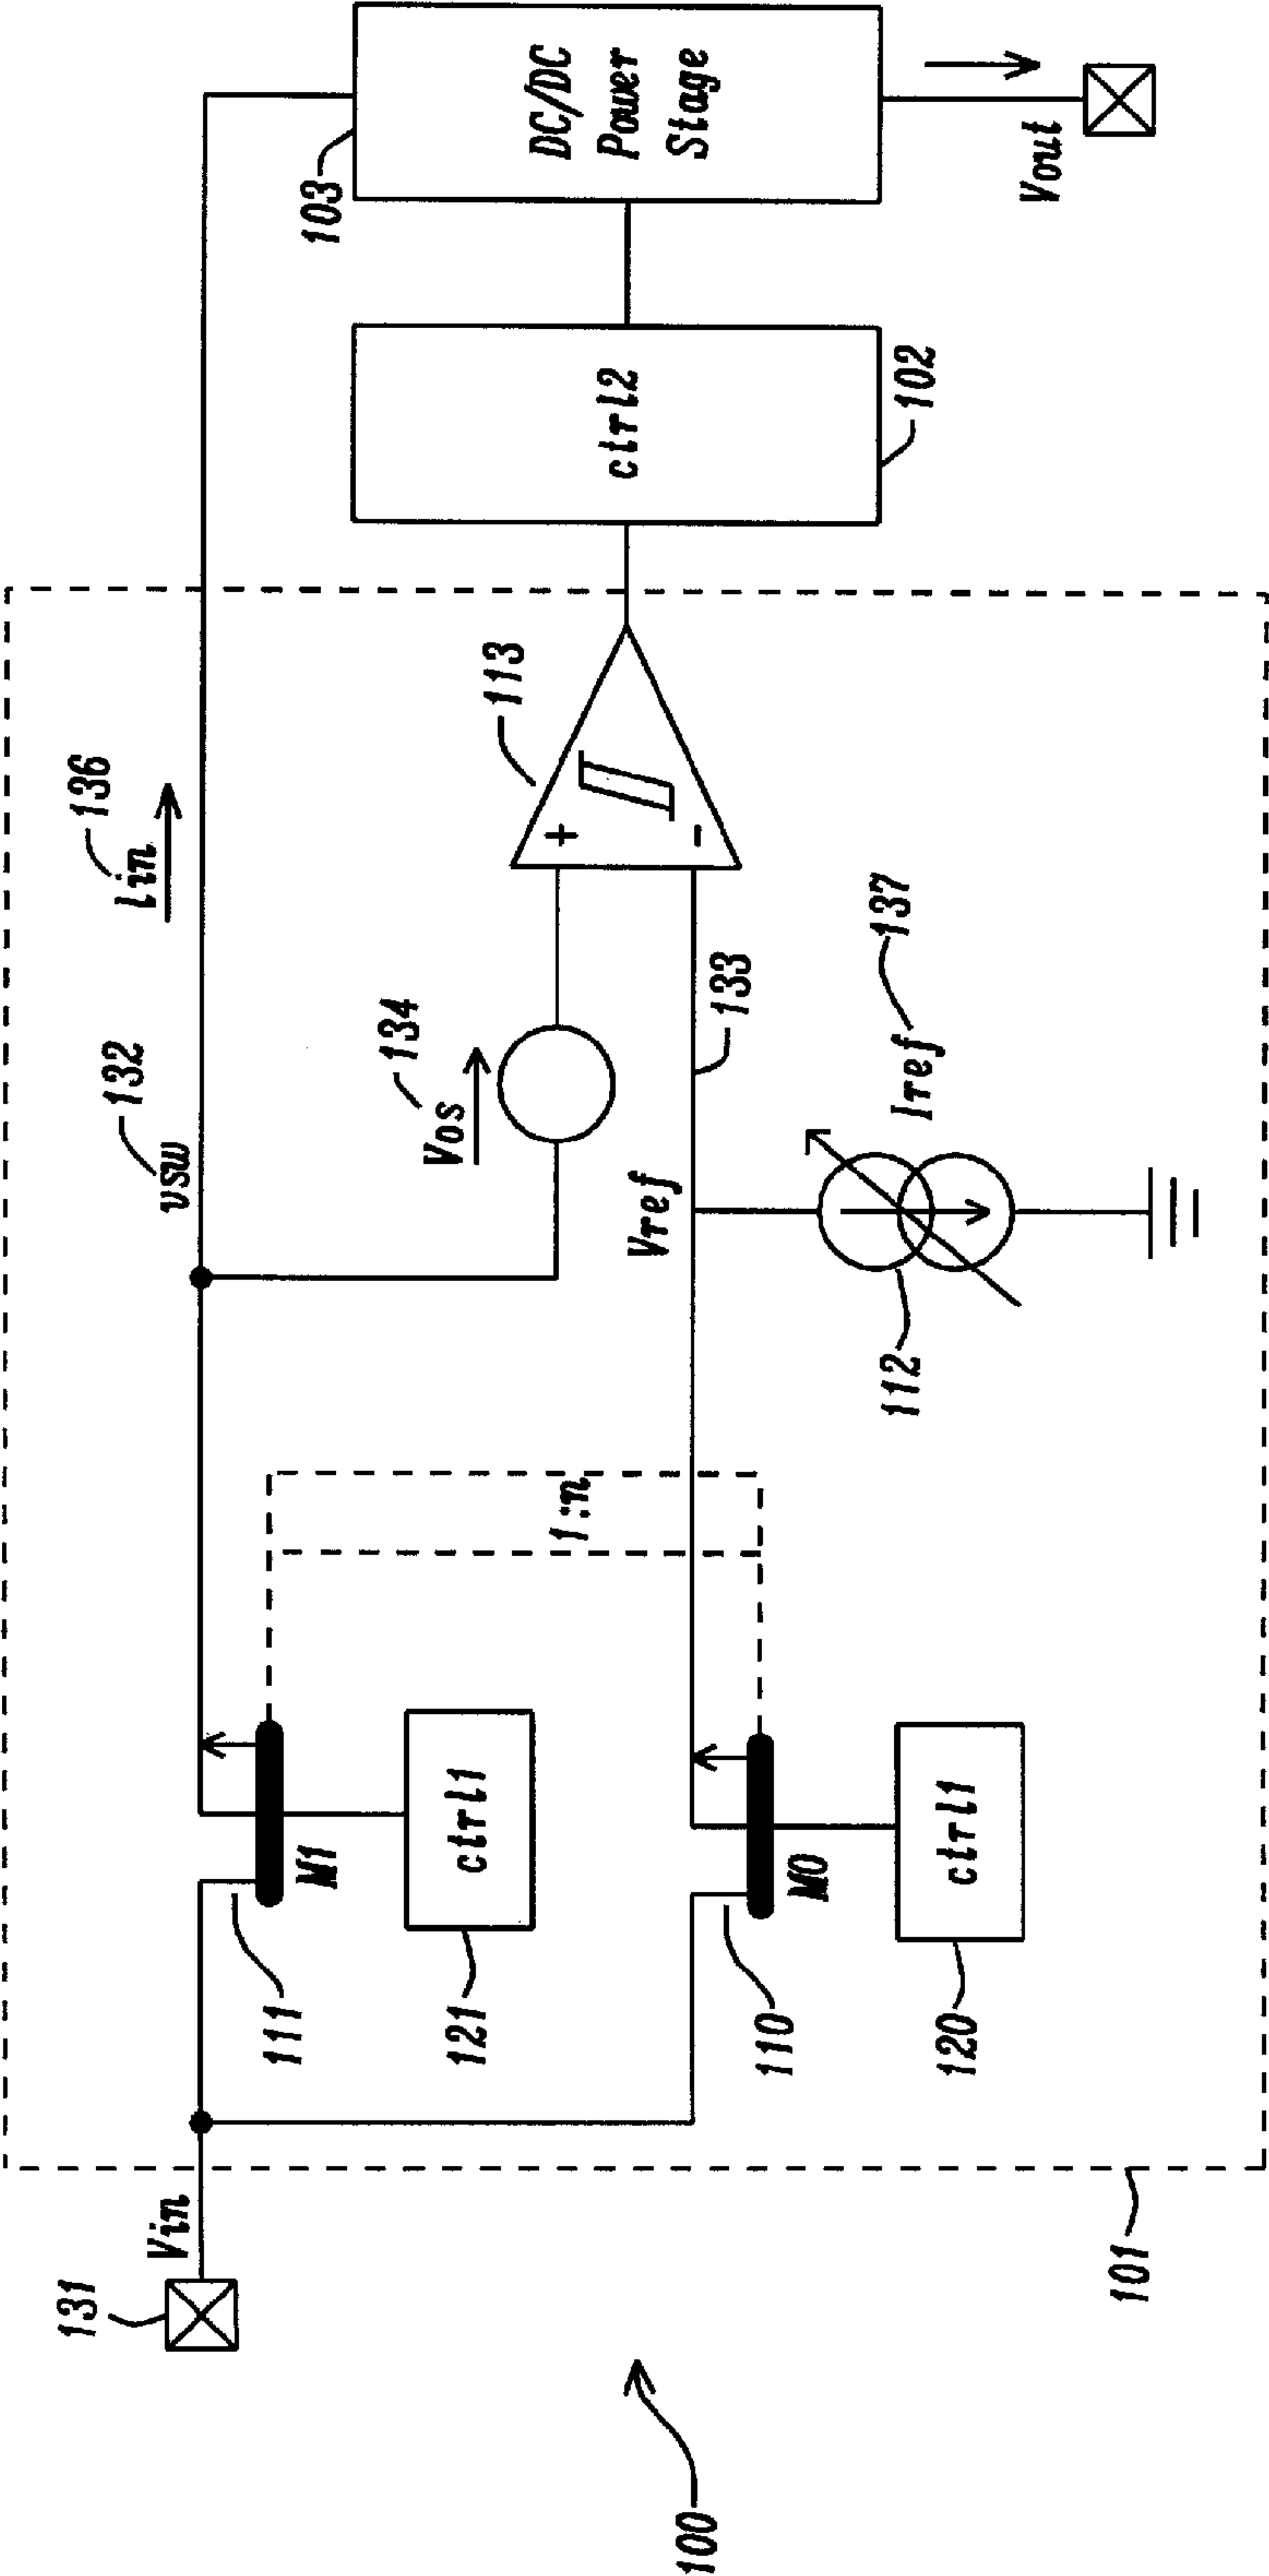 136
Iin
132
vsw
103
DC/DC
Power
Stage
131
Vin
111
M1
134
Vos
113
+
-
ctrl2
ctrl1
121
1:n
Vref
133
102
110
M0
112
Iref
137
Vout
ctrl1
120
101
100